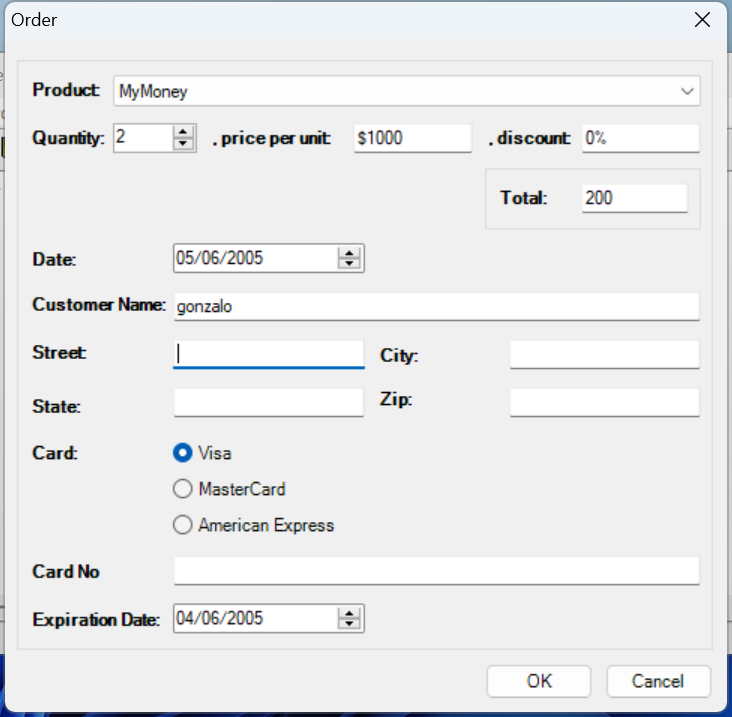 Order
Product: MyMoney
Quantity: 2 . price per unit: $1000 . discount: 0%
Total: 200
Date: 05/06/2005
Customer Name: gonzalo
Street: City:
State: Zip:
Card: Visa
MasterCard
American Express
Card No
Expiration Date: 04/06/2005
OK Cancel